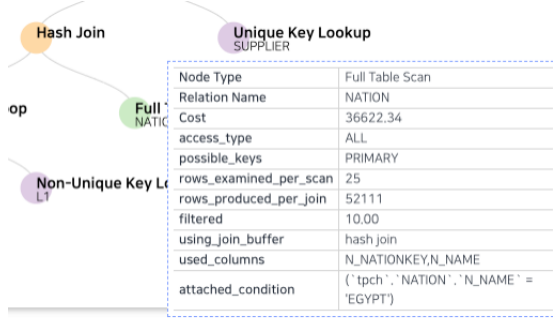 Hash Join
Unique Key Lookup
SUPPLIER
op
Full
NATIO
Non-Unique Key Lo
L1
Node Type Full Table Scan
Relation Name NATION
Cost 36622.34
access_type ALL
possible_keys PRIMARY
rows_examined_per_scan 25
rows_produced_per_join 52111
filtered 10.00
using_join_buffer hash join
used_columns N_NATIONKEY,N_NAME
attached_condition (`tpch`.`NATION`.`N_NAME` =
'EGYPT')